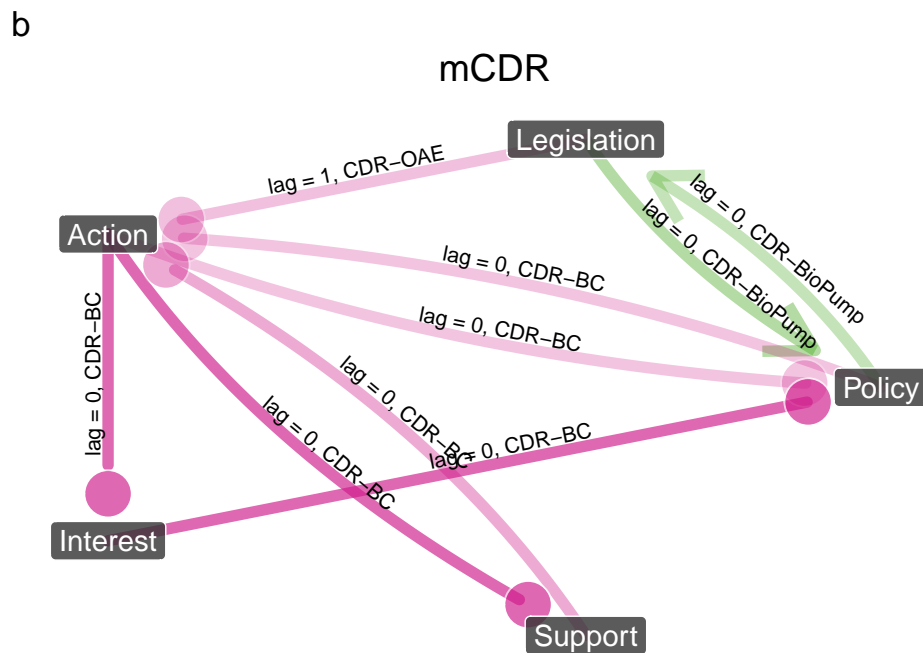 b
mCDR
Legislation
lag = 1, CDR−OAE
Action
lag = 0, CDR−BioPump
lag = 0, CDR−BioPump
lag = 0, CDR−BC
lag = 0, CDR−BC
lag = 0, CDR−BC
lag = 0, CDR−BC
Policy
lag = 0, CDR−BC
lag = 0, CDR−BC
Interest
Support